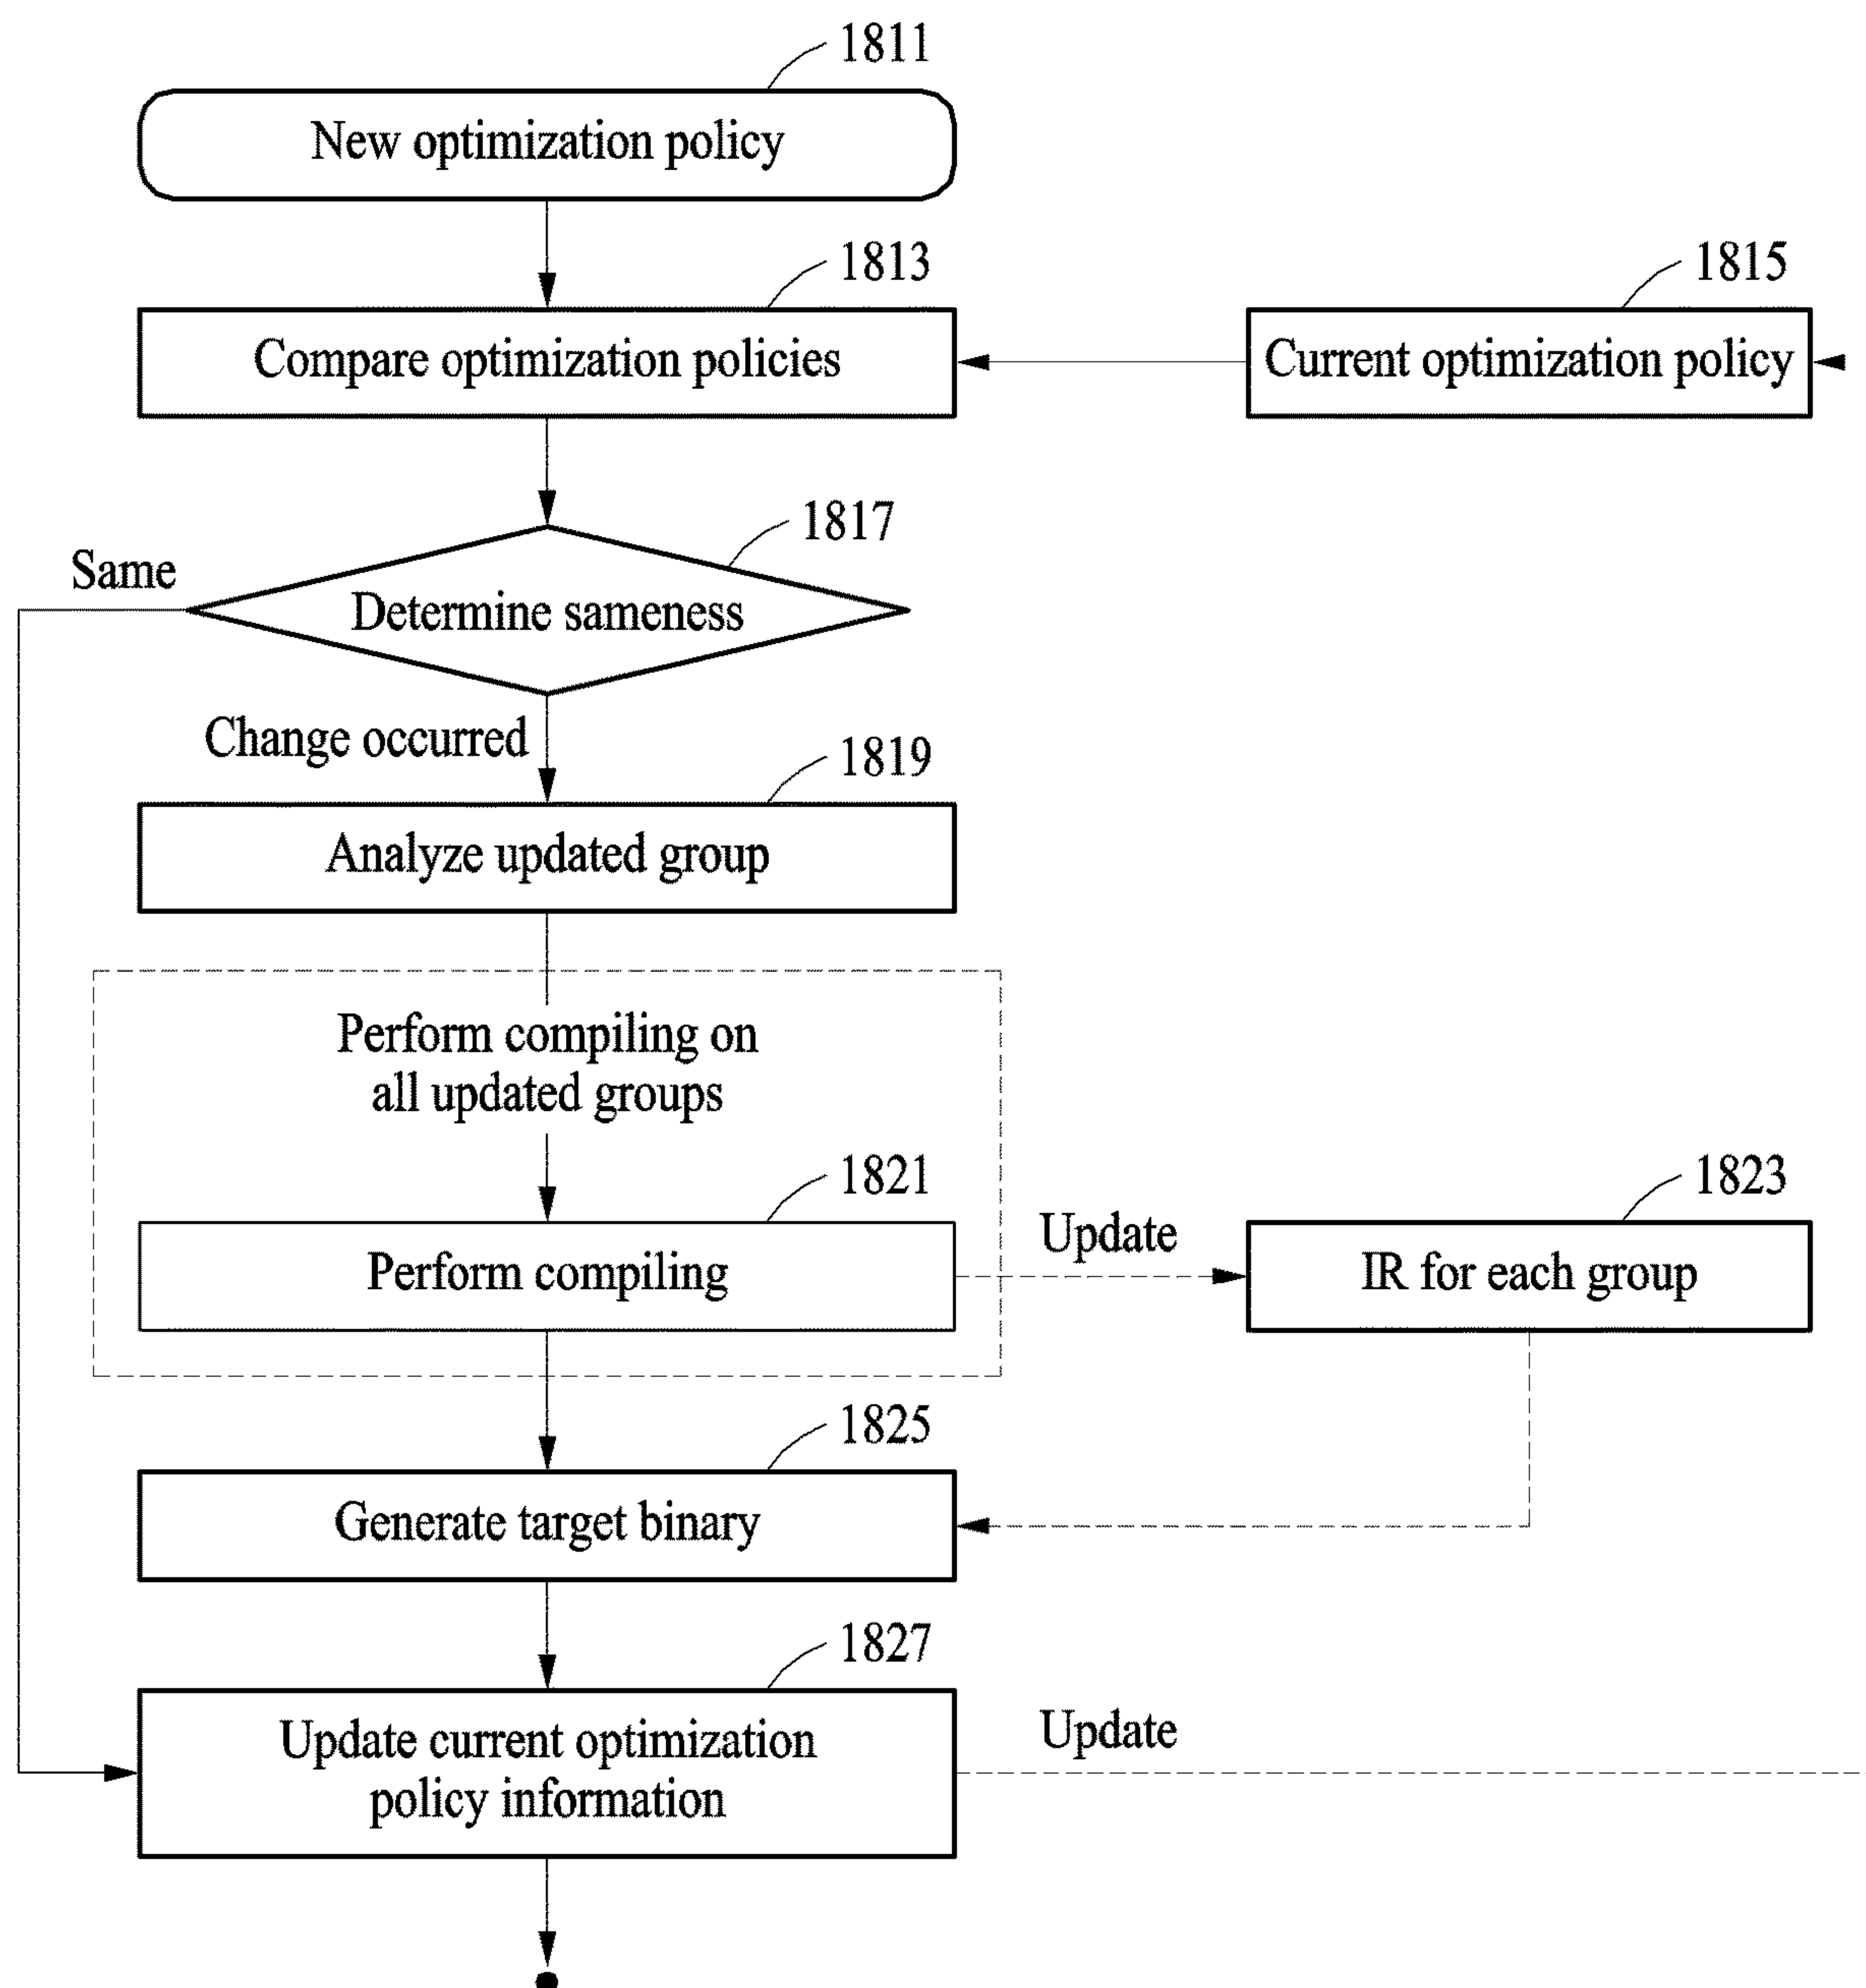 1811
New optimization policy
1813
1815
Compare optimization policies
Current optimization policy
1817
Same
Determine sameness
Change occurred
1819
Analyze updated group
Perform compiling on
all updated groups
1821
1823
Update
Perform compiling
IR for each group
1825
Generate target binary
1827
Update current optimization
policy information
Update